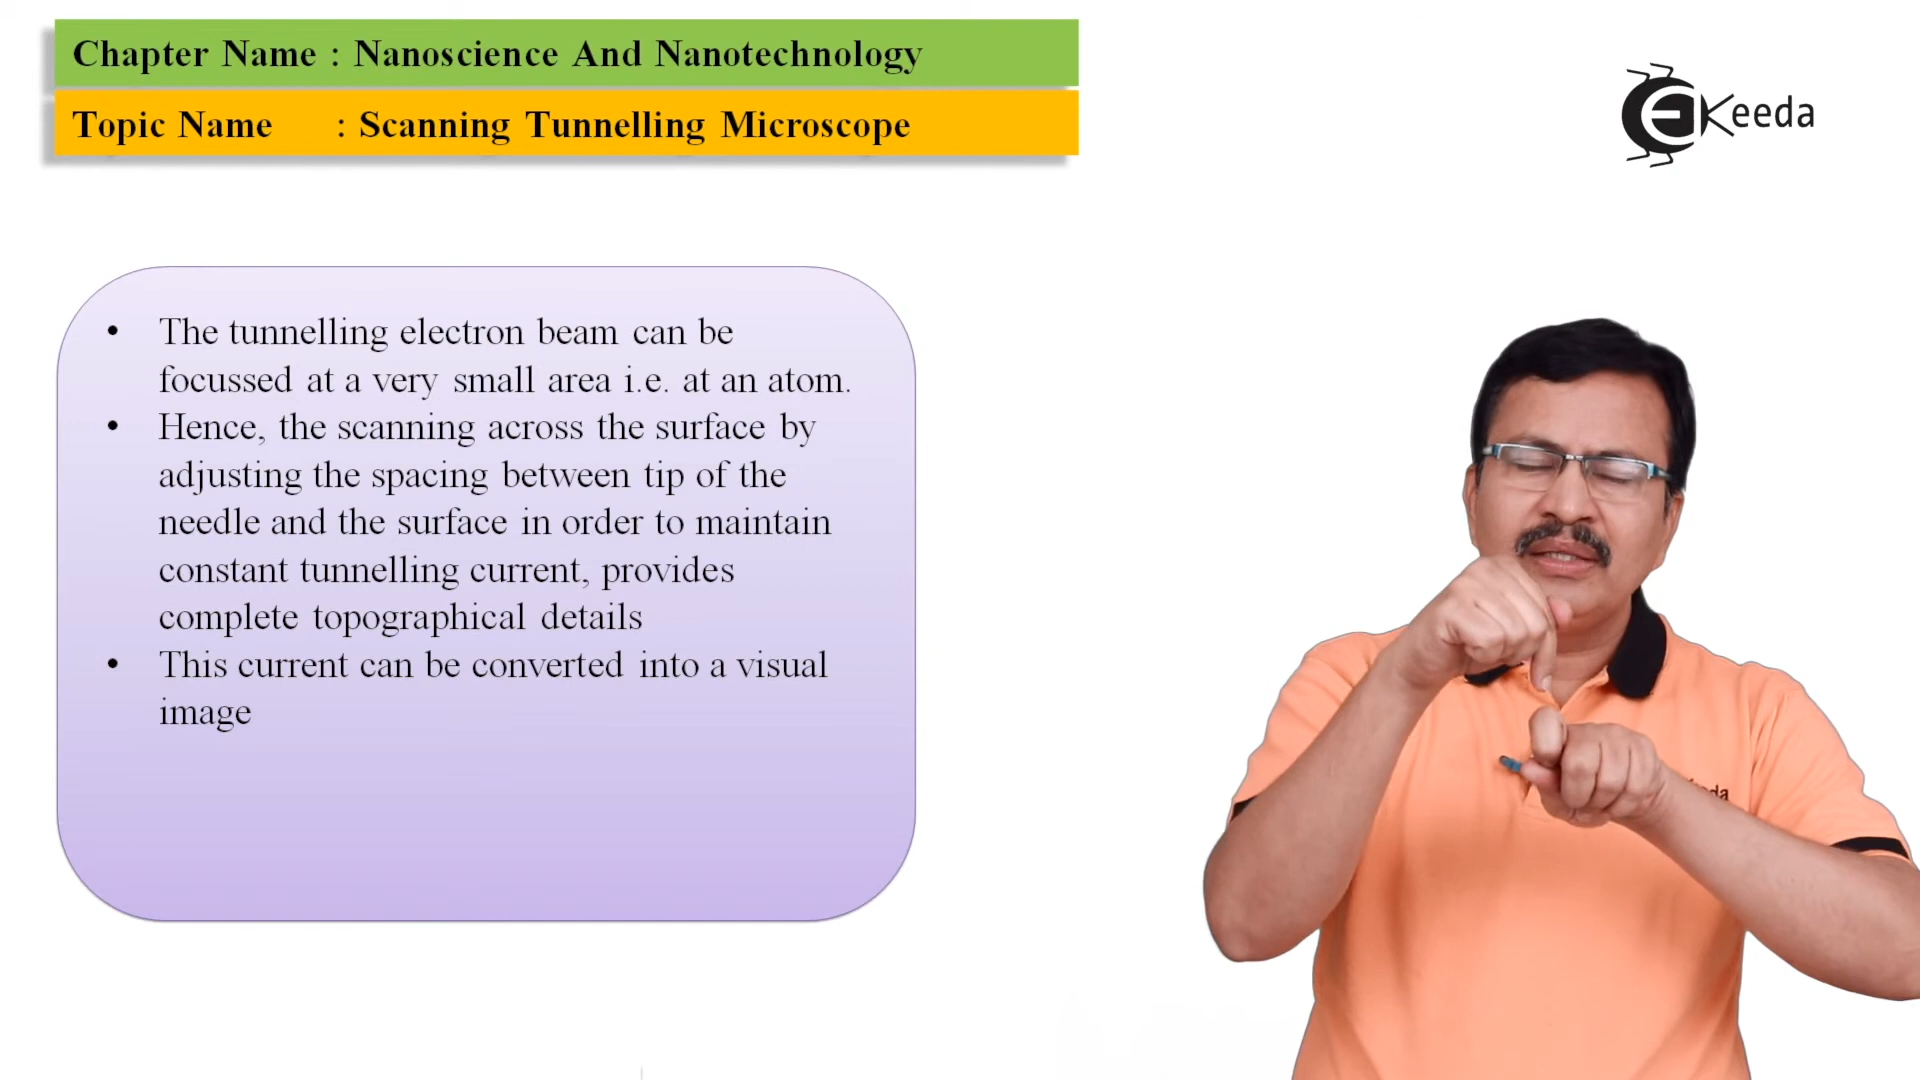 Chapter Name : Nanoscience And Nanotechnology
Topic Name : Scanning Tunnelling Microscope
EKeeda
• The tunnelling electron beam can be
focussed at a very small area i.e. at an atom.
• Hence, the scanning across the surface by
adjusting the spacing between tip of the
needle and the surface in order to maintain
constant tunnelling current, provides
complete topographical details
• This current can be converted into a visual
image